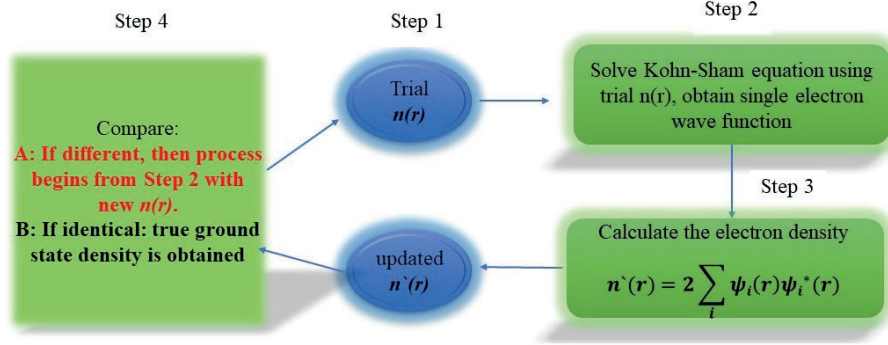 Step 4
Step 1
Step 2
Trial
n(r)
Solve Kohn-Sham equation using
trial n(r), obtain single electron
wave function
Compare:
A: If different, then process
begins from Step 2 with
new n(r).
B: If identical: true ground
state density is obtained
Step 3
updated
n`(r)
Calculate the electron density
n`(r) = 2 ∑ᵢ ψᵢ(r)ψᵢ*(r)